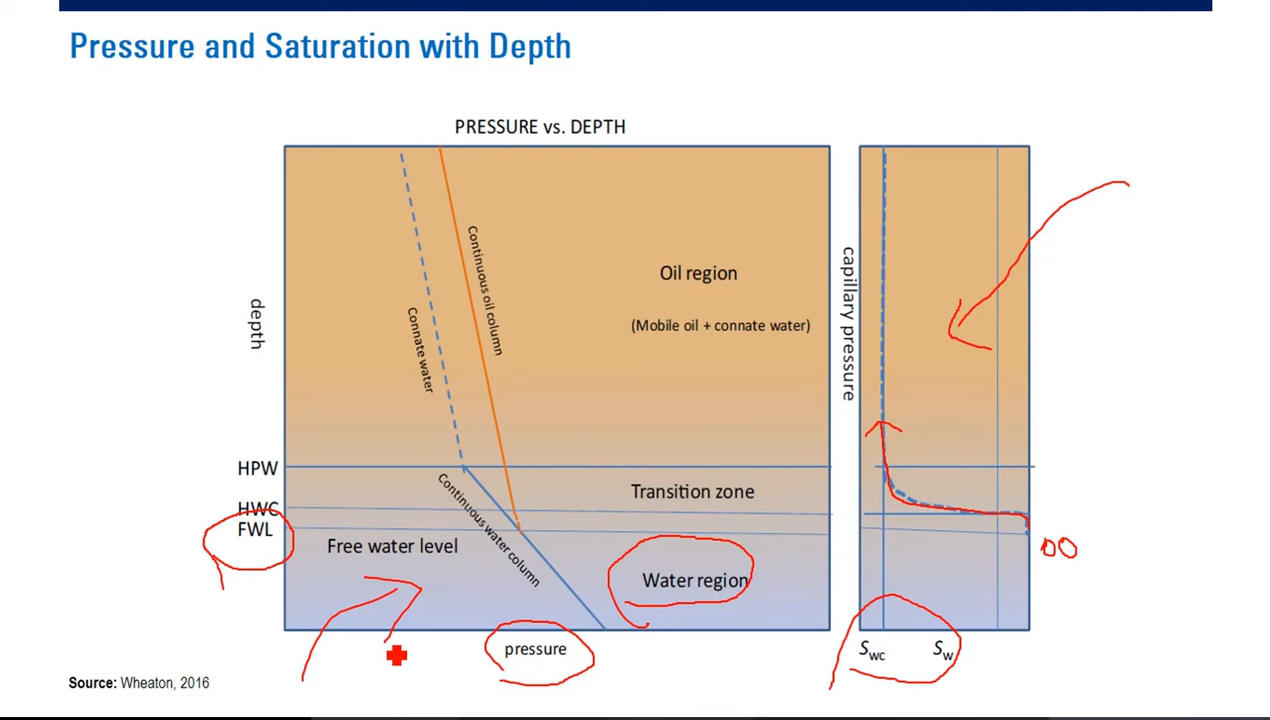 Pressure and Saturation with Depth
PRESSURE vs. DEPTH
depth
Connate water
Continuous oil column
Oil region
(Mobile oil + connate water)
capillary pressure
HPW
Transition zone
HWC
FWL
Free water level
Continuous water column
Water region
00
pressure
Swc
Sw
Source: Wheaton, 2016